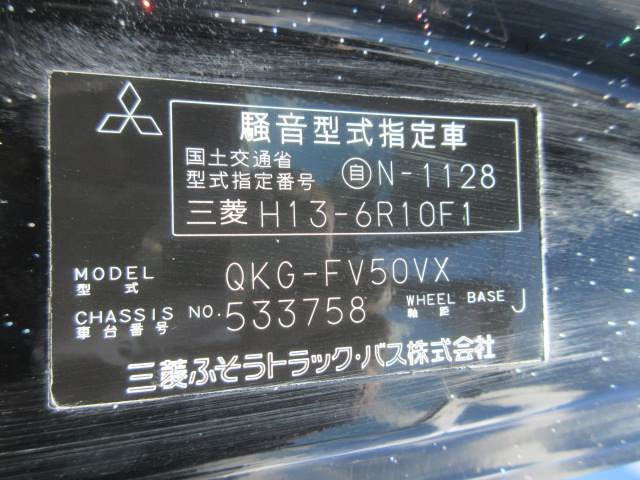 騒音型式指定車
国土交通省
型式指定番号 自N-1128
三菱 H13-6R10F1
MODEL QKG-FV50VX
型式
CHASSIS NO. 533758 WHEEL BASE J
車台番号 軸距
三菱ふそうトラック・バス株式会社